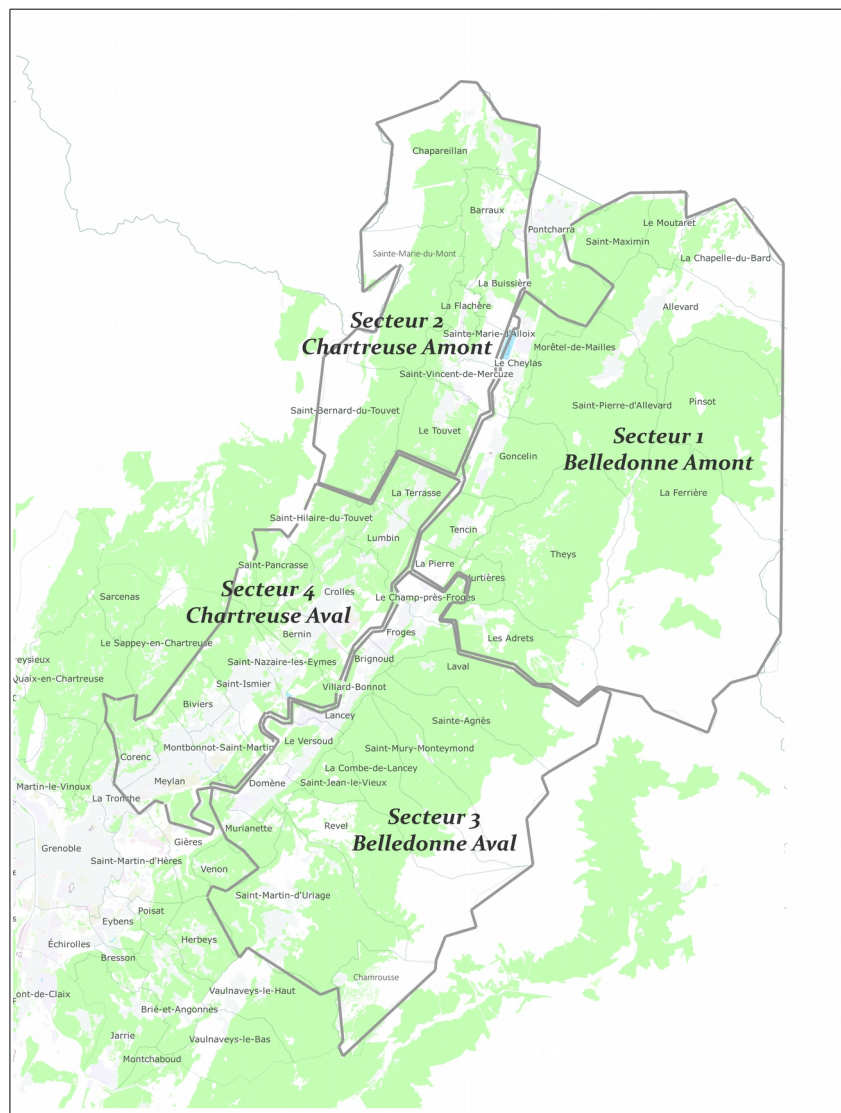 Chapareillan
Barraux
Le Moutaret
Pontcharra
Saint-Maximin
Sainte-Marie-du-Mont
La Chapelle-du-Bard
La Buissière
La Flachère
Allevard
Secteur 2
Chartreuse Amont
Sainte-Marie-d'Alloix
Morêtel-de-Mailles
Le Cheylas
Saint-Vincent-de-Mercuze
Saint-Bernard-du-Touvet
Saint-Pierre-d'Allevard
Pinsot
Le Touvet
Secteur 1
Belledonne Amont
Goncelin
La Terrasse
La Ferrière
Saint-Hilaire-du-Touvet
Lumbin
Tencin
Theys
Saint-Pancrasse
La Pierre
Hurtières
Secteur 4
Chartreuse Aval
Crolles
Le Champ-près-Froges
Sarcenas
Bernin
Froges
Le Sappey-en-Chartreuse
Les Adrets
eysieux
Saint-Nazaire-les-Eymes
Brignoud
Laval
Quaix-en-Chartreuse
Saint-Ismier
Villard-Bonnot
Biviers
Lancey
Sainte-Agnès
Montbonnot-Saint-Martin
Le Versoud
Saint-Mury-Monteymond
Corenc
La Combe-de-Lancey
Meylan
Domène
Saint-Jean-le-Vieux
Martin-le-Vinoux
La Tronche
Secteur 3
Belledonne Aval
Murianette
Revel
Gières
Grenoble
Saint-Martin-d'Hères
Venon
Saint-Martin-d'Uriage
Poisat
Eybens
Échirolles
Herbeys
Bresson
Chamrousse
ont-de-Claix
Vaulnaveys-le-Haut
Brié-et-Angonnes
Jarrie
Vaulnaveys-le-Bas
Montchaboud